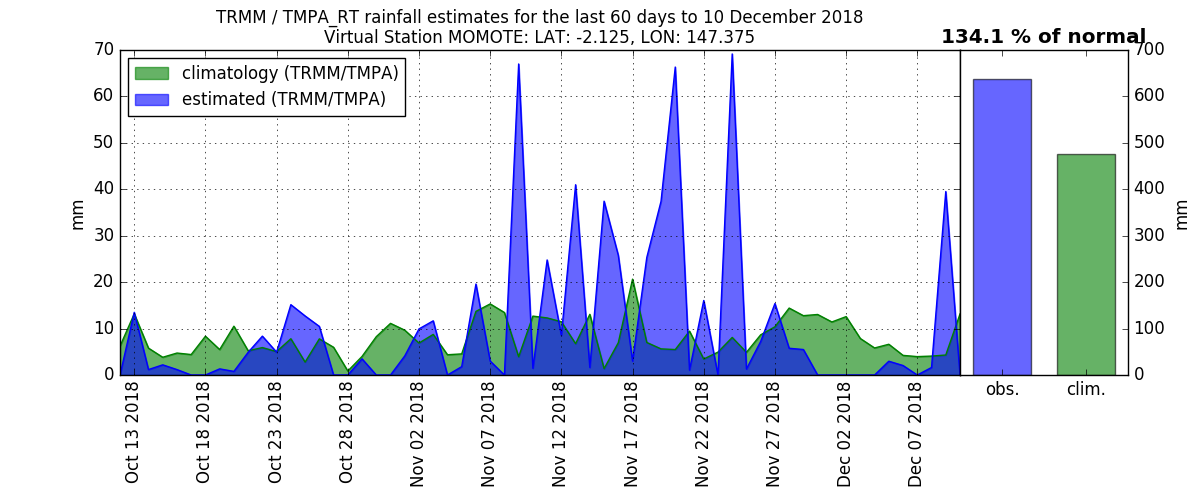 TRMM / TMPA_RT rainfall estimates for the last 60 days to 10 December 2018
Virtual Station MOMOTE: LAT: -2.125, LON: 147.375
134.1 % of normal
climatology (TRMM/TMPA)
estimated (TRMM/TMPA)
70
60
50
40
30
20
10
0
mm
Oct 13 2018
Oct 18 2018
Oct 23 2018
Oct 28 2018
Nov 02 2018
Nov 07 2018
Nov 12 2018
Nov 17 2018
Nov 22 2018
Nov 27 2018
Dec 02 2018
Dec 07 2018
obs.
clim.
700
600
500
400
300
200
100
0
mm